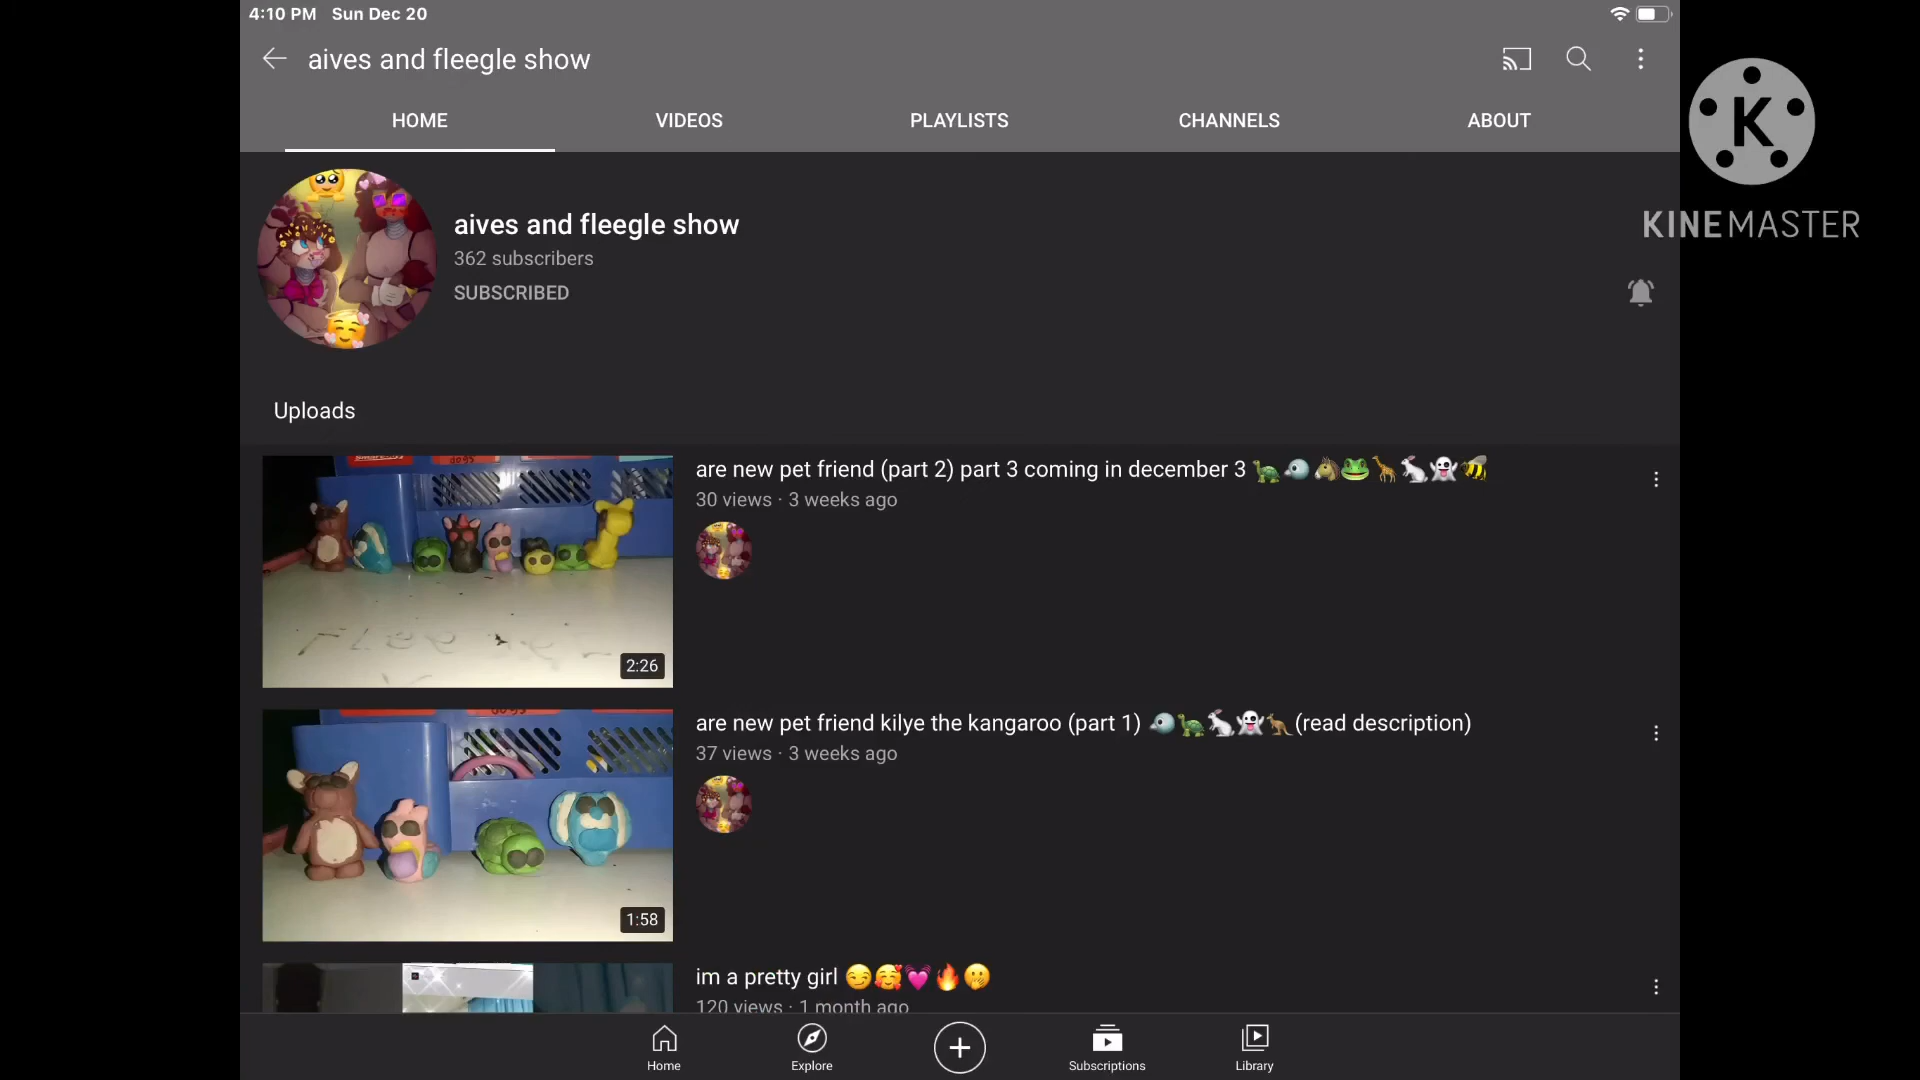 4:10 PM Sun Dec 20
aives and fleegle show
HOME VIDEOS PLAYLISTS CHANNELS ABOUT
K
KINEMASTER
aives and fleegle show
362 subscribers
SUBSCRIBED
Uploads
are new pet friend (part 2) part 3 coming in december 3 🐢🐟🐴🐸🦒🐇👻🐝
30 views · 3 weeks ago
dogs
2:26
are new pet friend kilye the kangaroo (part 1) 🐟🐢🐇👻🦘(read description)
37 views · 3 weeks ago
1:58
im a pretty girl 😏🥰💓🔥🤭
120 views · 1 month ago
Home Explore Subscriptions Library